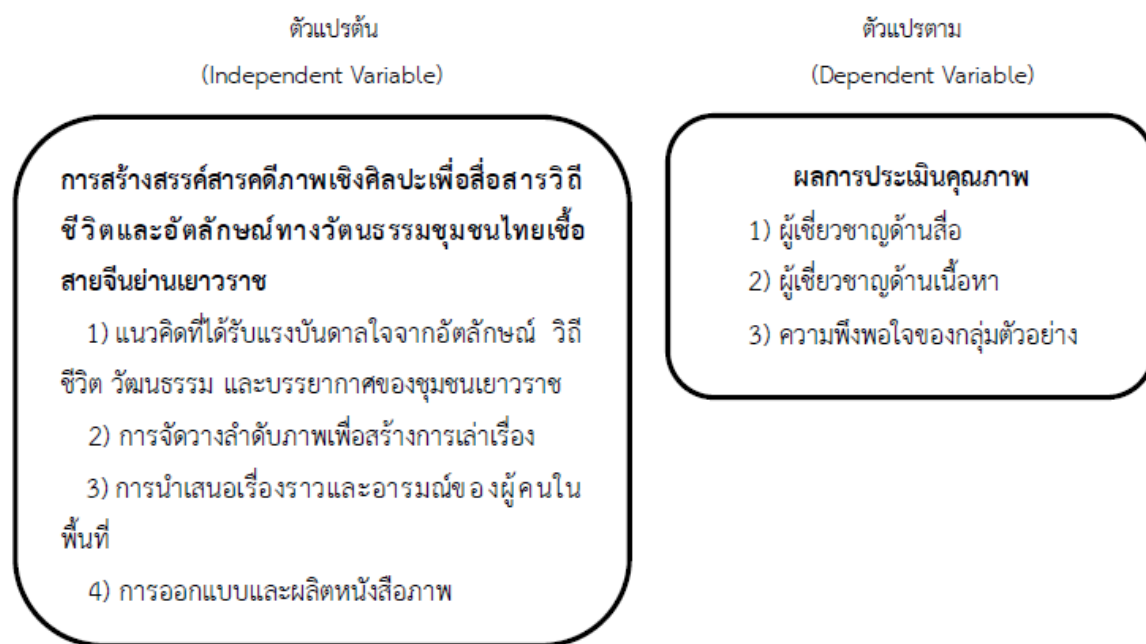 ตัวแปรต้น
(Independent Variable)
การสร้างสรรค์สารคดีภาพเชิงศิลปะเพื่อสื่อสารวิถี
ชีวิตและอัตลักษณ์ทางวัตนธรรมชุมชนไทยเชื้อ
สายจีนย่านเยาวราช
1) แนวคิดที่ได้รับแรงบันดาลใจจากอัตลักษณ์ วิถี
ชีวิต วัฒนธรรม และบรรยากาศของชุมชนเยาวราช
2) การจัดวางลำดับภาพเพื่อสร้างการเล่าเรื่อง
3) การนำเสนอเรื่องราวและอารมณ์ของผู้คนใน
พื้นที่
4) การออกแบบและผลิตหนังสือภาพ
ตัวแปรตาม
(Dependent Variable)
ผลการประเมินคุณภาพ
1) ผู้เชี่ยวชาญด้านสื่อ
2) ผู้เชี่ยวชาญด้านเนื้อหา
3) ความพึงพอใจของกลุ่มตัวอย่าง